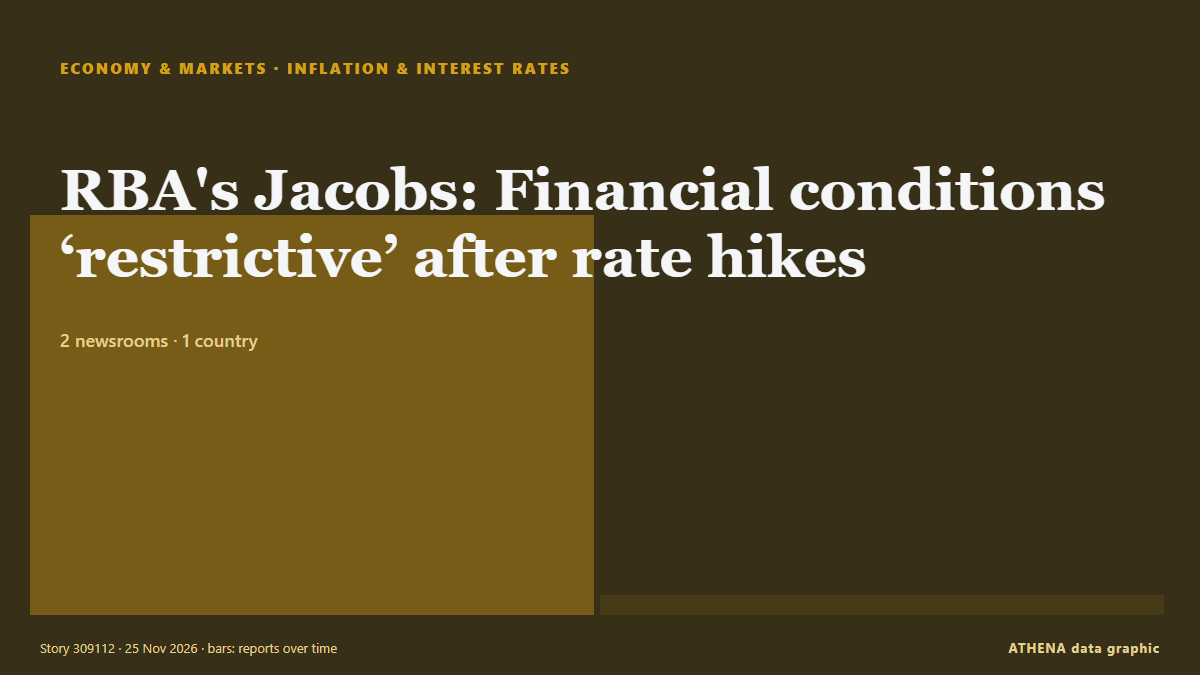 ECONOMY & MARKETS · INFLATION & INTEREST RATES
RBA's Jacobs: Financial conditions
‘restrictive’ after rate hikes
2 newsrooms · 1 country
Story 309112 · 25 Nov 2026 · bars: reports over time
ATHENA data graphic